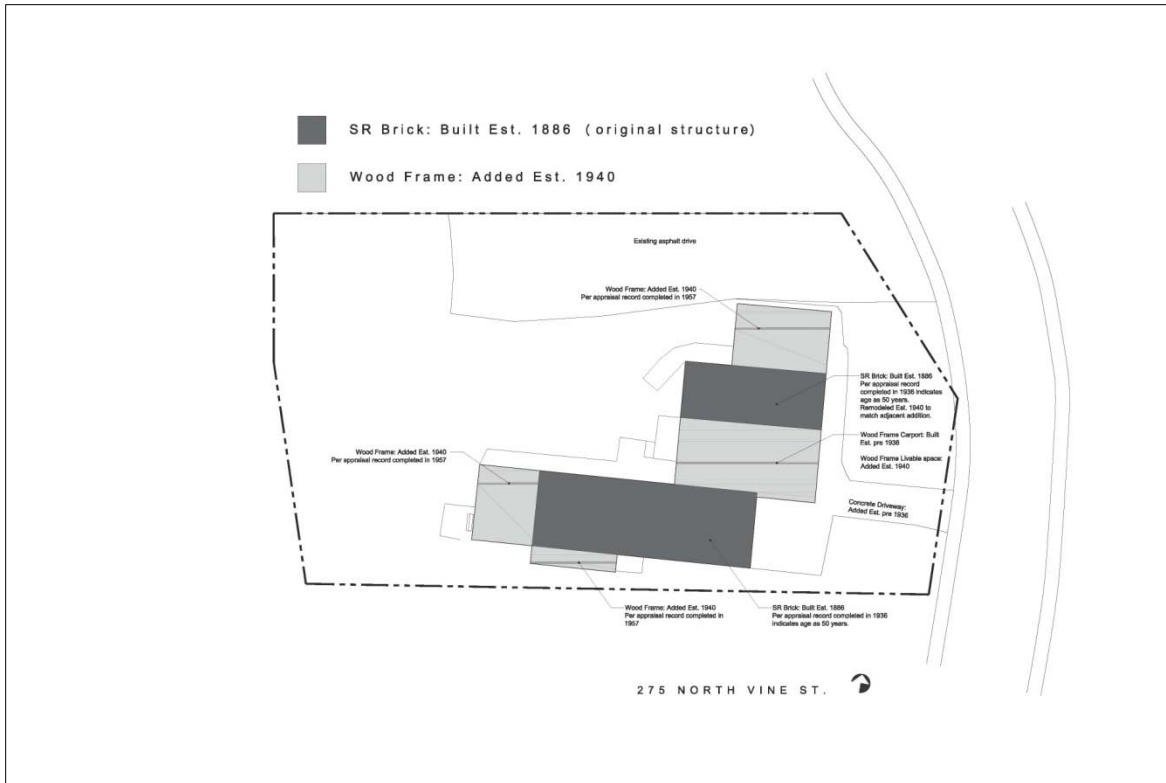 SR Brick: Built Est. 1886 (original structure)
Wood Frame: Added Est. 1940
Existing asphalt drive
Wood Frame: Added Est. 1940
Per appraisal record completed in 1957
SR Brick: Built Est. 1886
Per appraisal record
completed in 1936 indicates
age as 50 years.
Remodeled Est. 1940 to
match adjacent addition.
Wood Frame Carport: Built
Est. pre 1936
Wood Frame Livable space:
Added Est. 1940
Wood Frame: Added Est. 1940
Per appraisal record completed in 1957
Concrete Driveway:
Added Est. pre 1936
Wood Frame: Added Est. 1940
Per appraisal record completed in
1957
SR Brick: Built Est. 1886
Per appraisal record completed in 1936
indicates age as 50 years.
275 NORTH VINE ST.